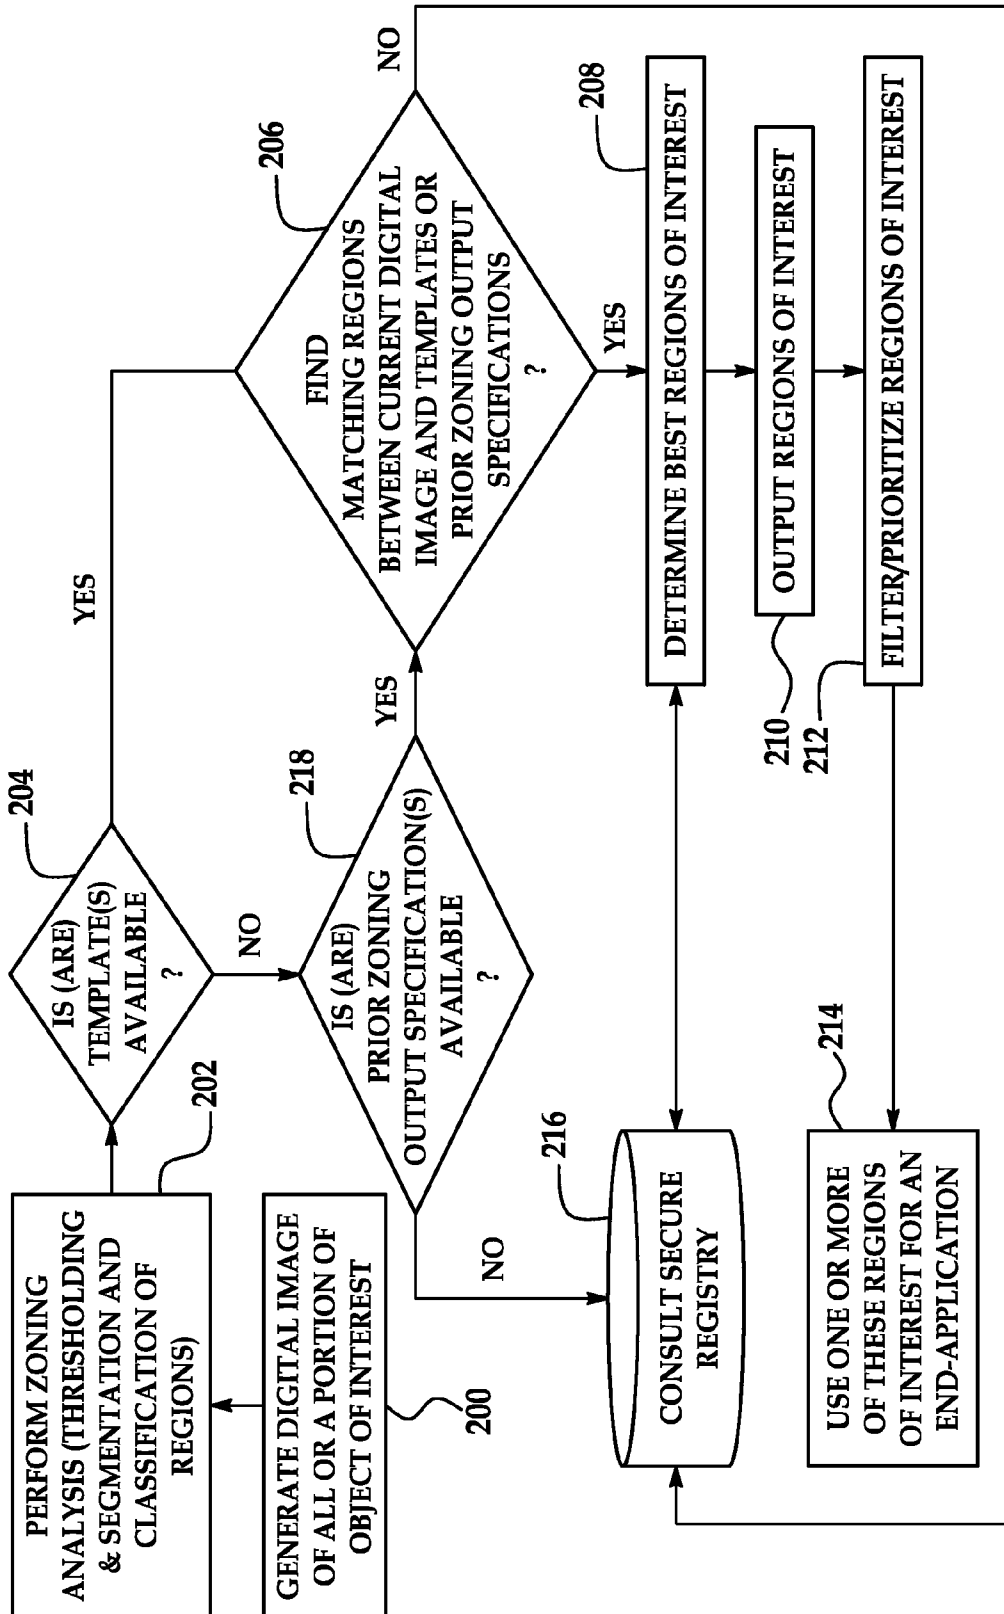 PERFORM ZONING
ANALYSIS (THRESHOLDING
& SEGMENTATION AND
CLASSIFICATION OF
REGIONS)
202
GENERATE DIGITAL IMAGE
OF ALL OR A PORTION OF
OBJECT OF INTEREST
200
IS (ARE)
TEMPLATE(S)
AVAILABLE
?
204
YES
NO
IS (ARE)
PRIOR ZONING
OUTPUT SPECIFICATION(S)
AVAILABLE
?
218
YES
NO
FIND
MATCHING REGIONS
BETWEEN CURRENT DIGITAL
IMAGE AND TEMPLATES OR
PRIOR ZONING OUTPUT
SPECIFICATIONS
?
206
NO
YES
CONSULT SECURE
REGISTRY
216
DETERMINE BEST REGIONS OF INTEREST
208
OUTPUT REGIONS OF INTEREST
210
FILTER/PRIORITIZE REGIONS OF INTEREST
212
USE ONE OR MORE
OF THESE REGIONS
OF INTEREST FOR AN
END-APPLICATION
214